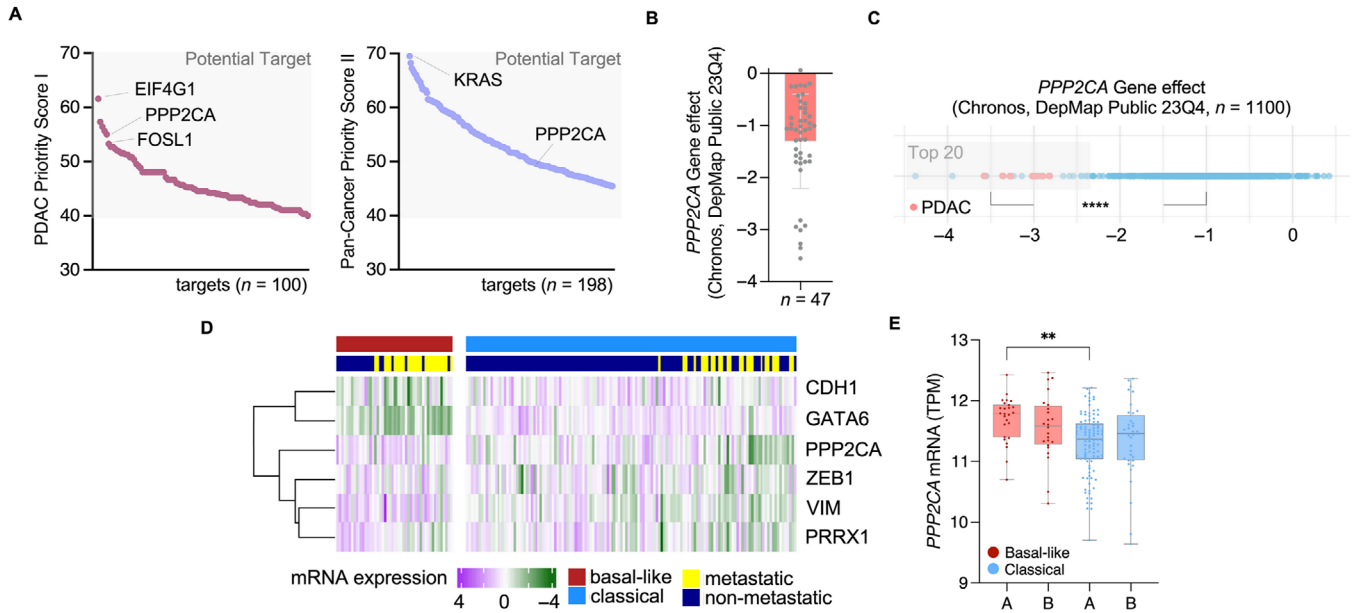 A
PDAC Priotrity Score I
70
60
50
40
30
Potential Target
EIF4G1
PPP2CA
FOSL1
targets (n = 100)
Pan-Cancer Priority Score II
70
60
50
40
30
Potential Target
KRAS
PPP2CA
targets (n = 198)
B
PPP2CA Gene effect
(Chronos, DepMap Public 23Q4)
0
–1
–2
–3
–4
n = 47
C
PPP2CA Gene effect
(Chronos, DepMap Public 23Q4, n = 1100)
Top 20
PDAC
****
–4
–3
–2
–1
0
D
CDH1
GATA6
PPP2CA
ZEB1
VIM
PRRX1
mRNA expression
4
0
–4
basal-like
classical
metastatic
non-metastatic
E
PPP2CA mRNA (TPM)
13
12
11
10
9
**
Basal-like
Classical
A
B
A
B